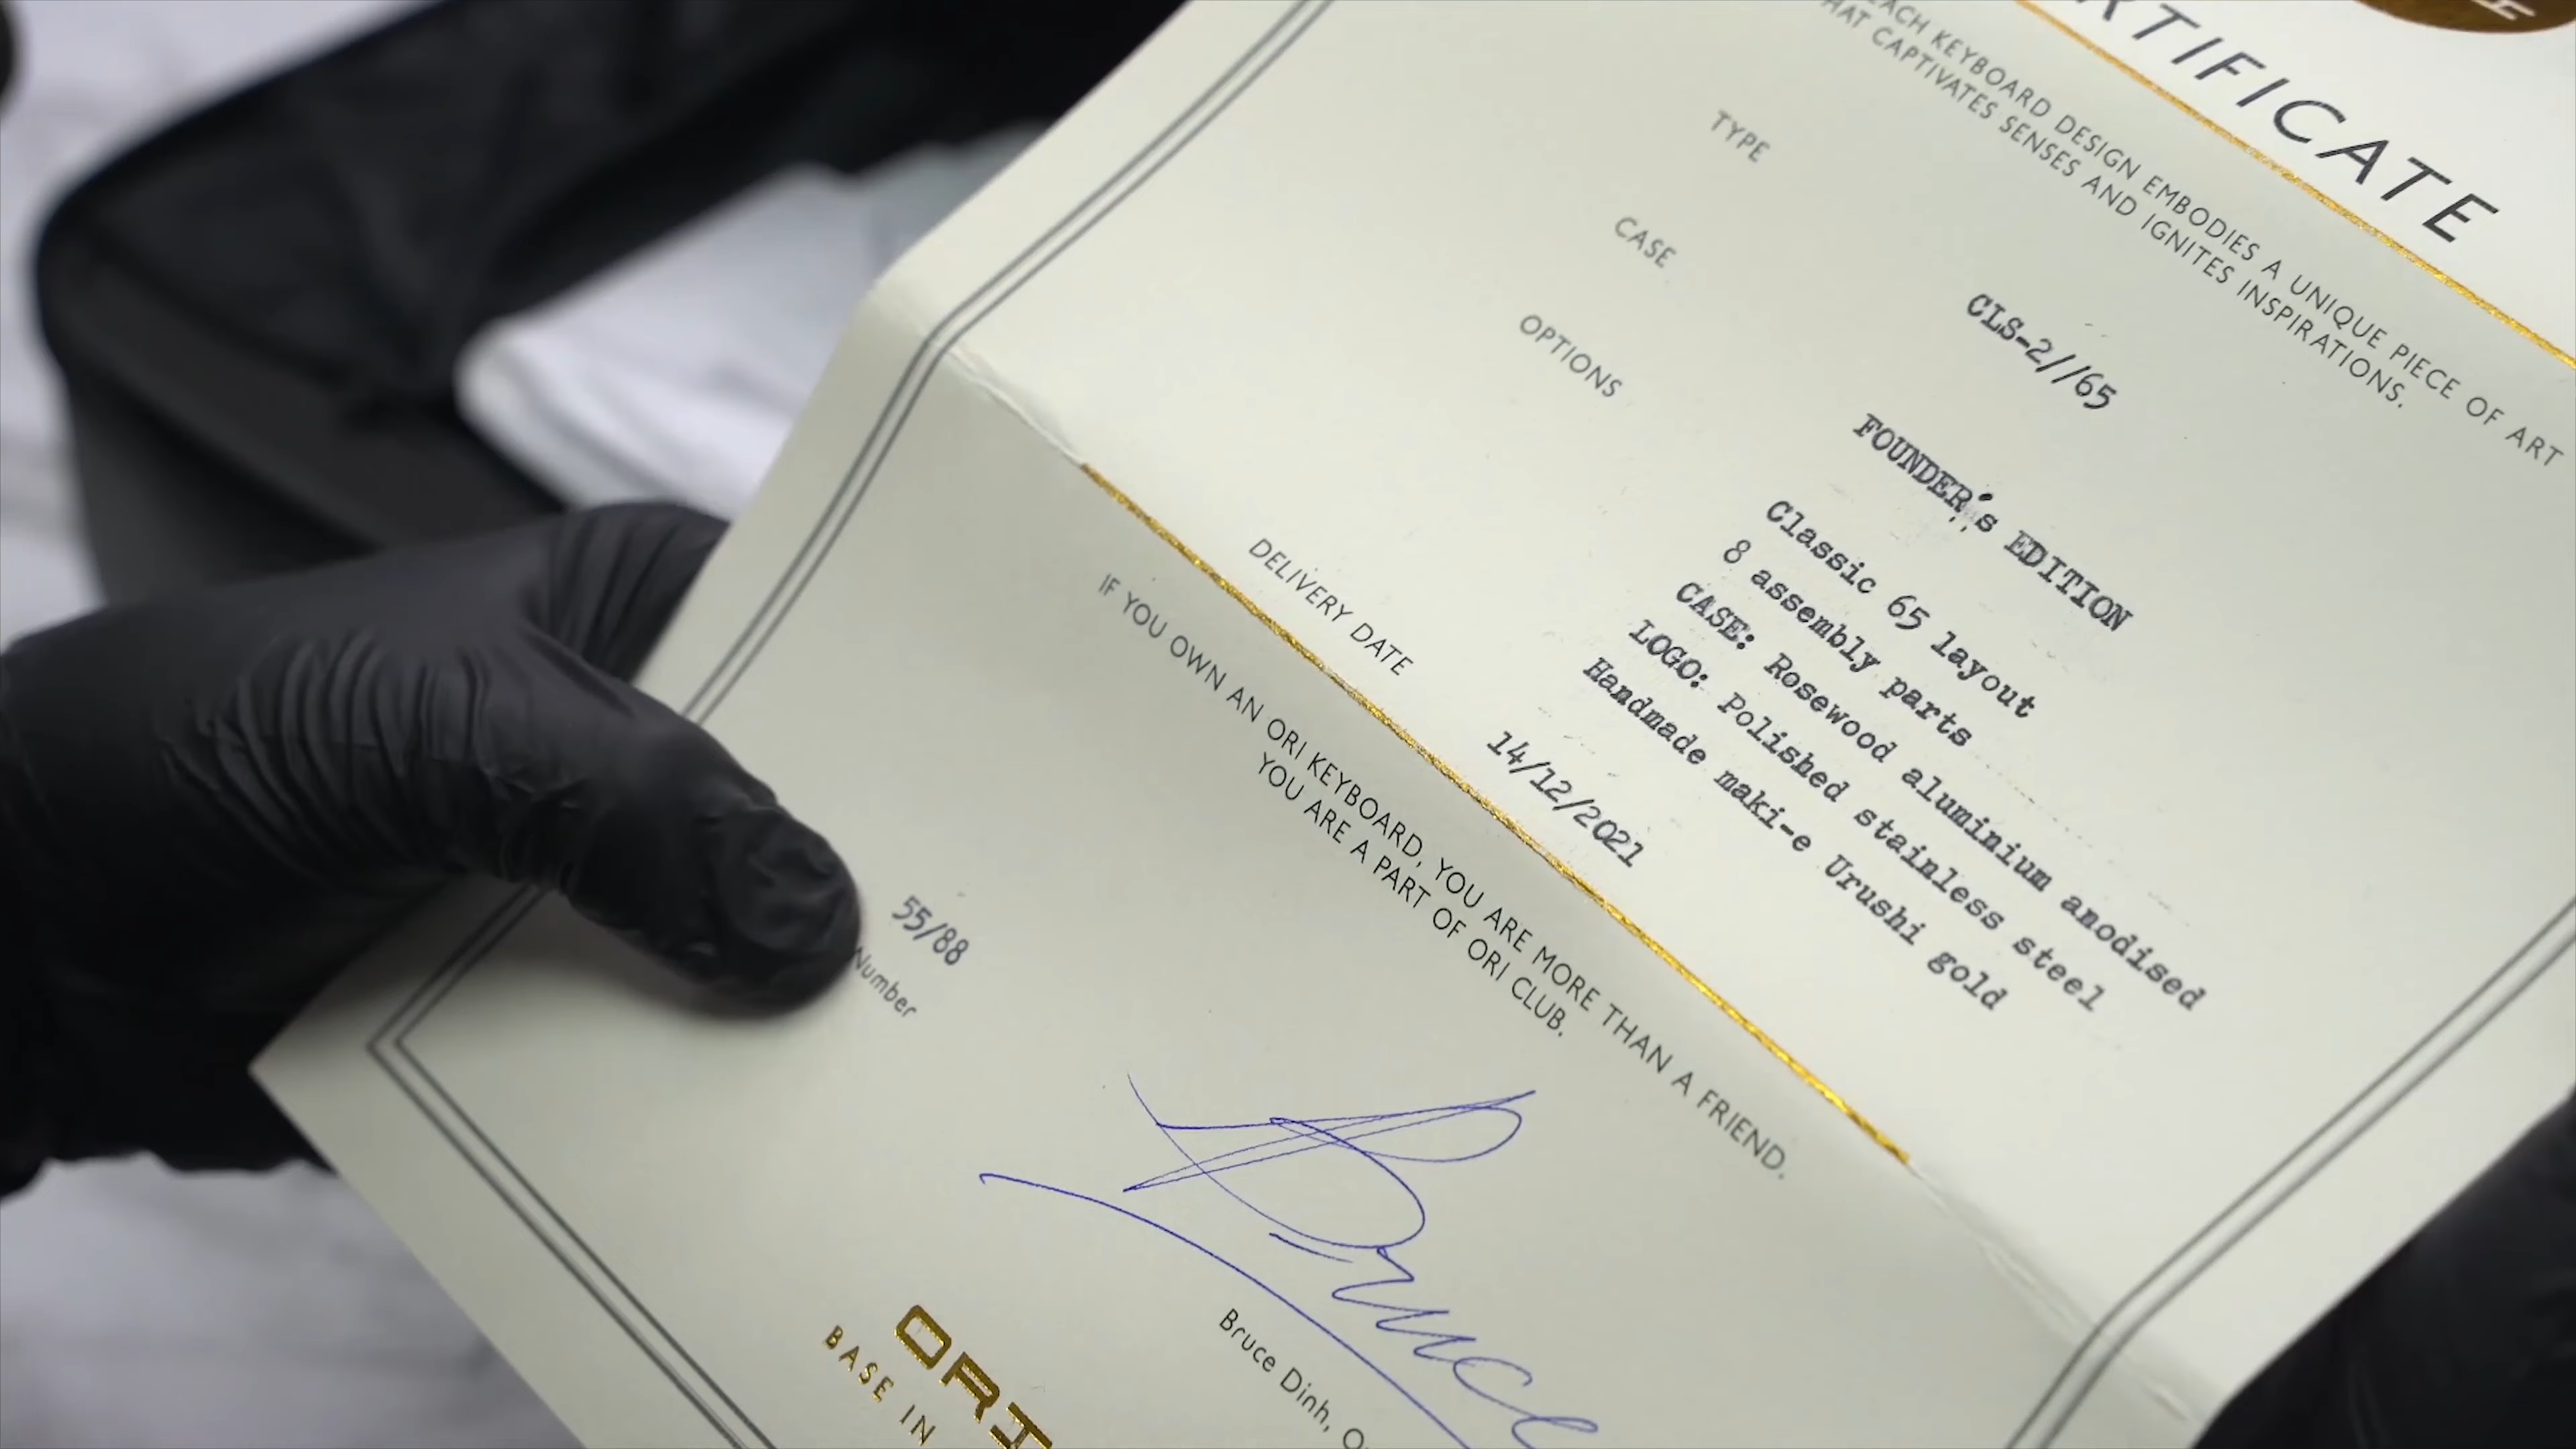 CERTIFICATE
EACH KEYBOARD DESIGN EMBODIES A UNIQUE PIECE OF ART
THAT CAPTIVATES SENSES AND IGNITES INSPIRATIONS.
TYPE
CLS-2//65
CASE
FOUNDER's EDITION
OPTIONS
Classic 65 layout
8 assembly parts
CASE: Rosewood aluminium anodised
LOGO: Polished stainless steel
Handmade maki-e Urushi gold
DELIVERY DATE
14/12/2021
IF YOU OWN AN ORI KEYBOARD, YOU ARE MORE THAN A FRIEND.
YOU ARE A PART OF ORI CLUB.
55/88
Number
Bruce
Bruce Dinh,
ORI
BASE IN